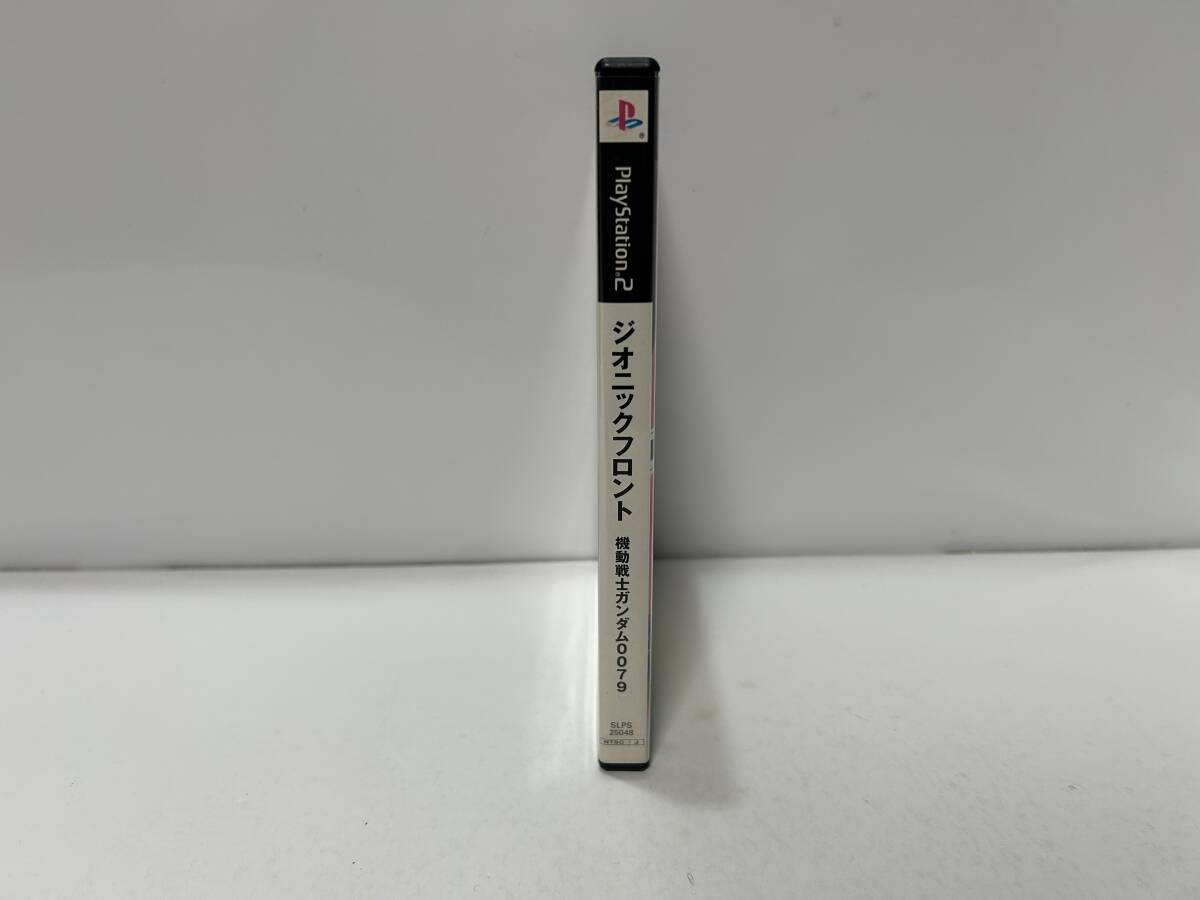 ®
PlayStation®2
ジオニックフロント
機動戦士ガンダム0079
SLPS
25048
NTSC J